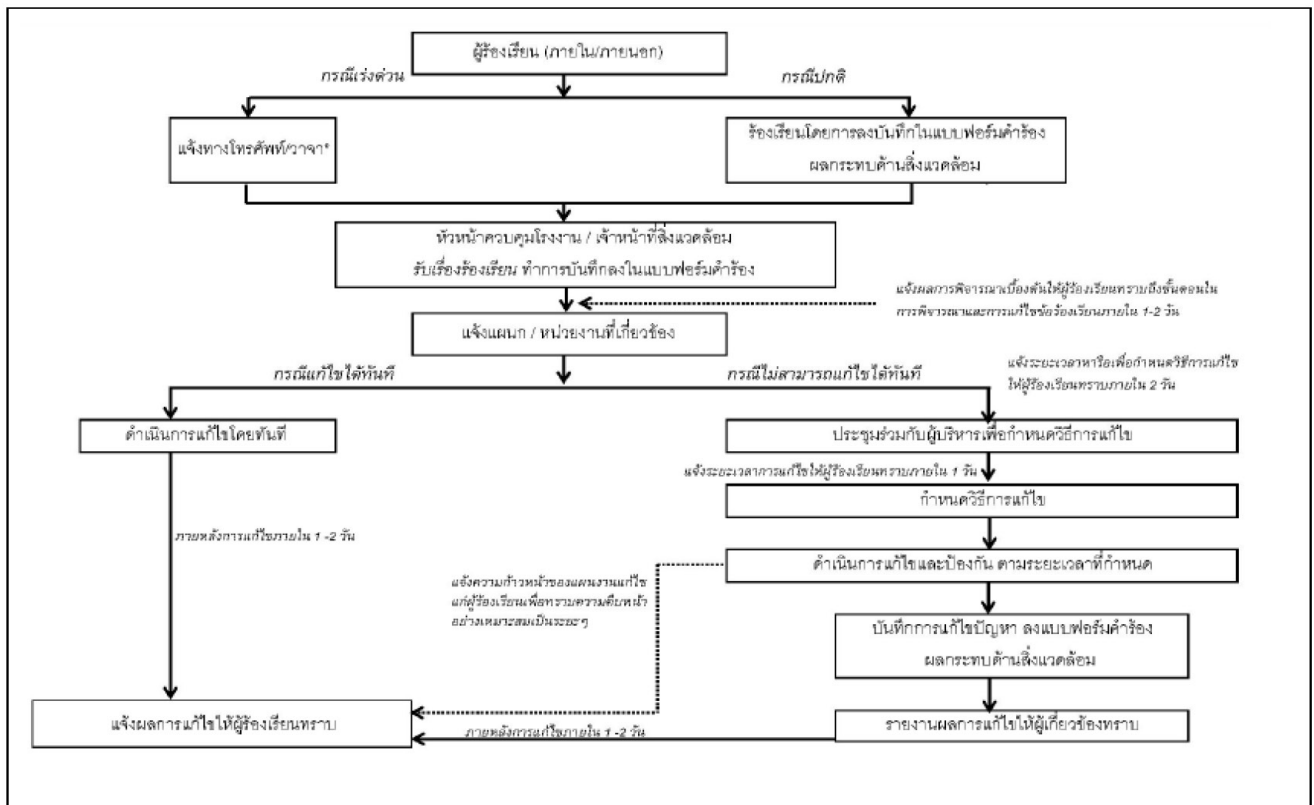 ผู้ร้องเรียน (ภายใน/ภายนอก)
กรณีเร่งด่วน
กรณีปกติ
แจ้งทางโทรศัพท์/วาจา*
ร้องเรียนโดยการลงบันทึกในแบบฟอร์มคำร้อง
ผลกระทบด้านสิ่งแวดล้อม
หัวหน้าควบคุมโรงงาน / เจ้าหน้าที่สิ่งแวดล้อม
รับเรื่องร้องเรียน ทำการบันทึกลงในแบบฟอร์มคำร้อง
แจ้งผลการพิจารณาเบื้องต้นให้ผู้ร้องเรียนทราบถึงขั้นตอนใน
การพิจารณาและการแก้ไขข้อร้องเรียนภายใน 1-2 วัน
แจ้งแผนก / หน่วยงานที่เกี่ยวข้อง
กรณีแก้ไขได้ทันที
กรณีไม่สามารถแก้ไขได้ทันที
แจ้งระยะเวลาหารือเพื่อกำหนดวิธีการแก้ไข
ให้ผู้ร้องเรียนทราบภายใน 2 วัน
ดำเนินการแก้ไขโดยทันที
ประชุมร่วมกับผู้บริหารเพื่อกำหนดวิธีการแก้ไข
แจ้งระยะเวลาการแก้ไขให้ผู้ร้องเรียนทราบภายใน 1 วัน
กำหนดวิธีการแก้ไข
ภายหลังการแก้ไขภายใน 1 -2 วัน
ดำเนินการแก้ไขและป้องกัน ตามระยะเวลาที่กำหนด
แจ้งความก้าวหน้าของแผนงานแก้ไข
แก่ผู้ร้องเรียนเพื่อทราบความคืบหน้า
อย่างเหมาะสมเป็นระยะๆ
บันทึกการแก้ไขปัญหา ลงแบบฟอร์มคำร้อง
ผลกระทบด้านสิ่งแวดล้อม
แจ้งผลการแก้ไขให้ผู้ร้องเรียนทราบ
ภายหลังการแก้ไขภายใน 1 -2 วัน
รายงานผลการแก้ไขให้ผู้เกี่ยวข้องทราบ